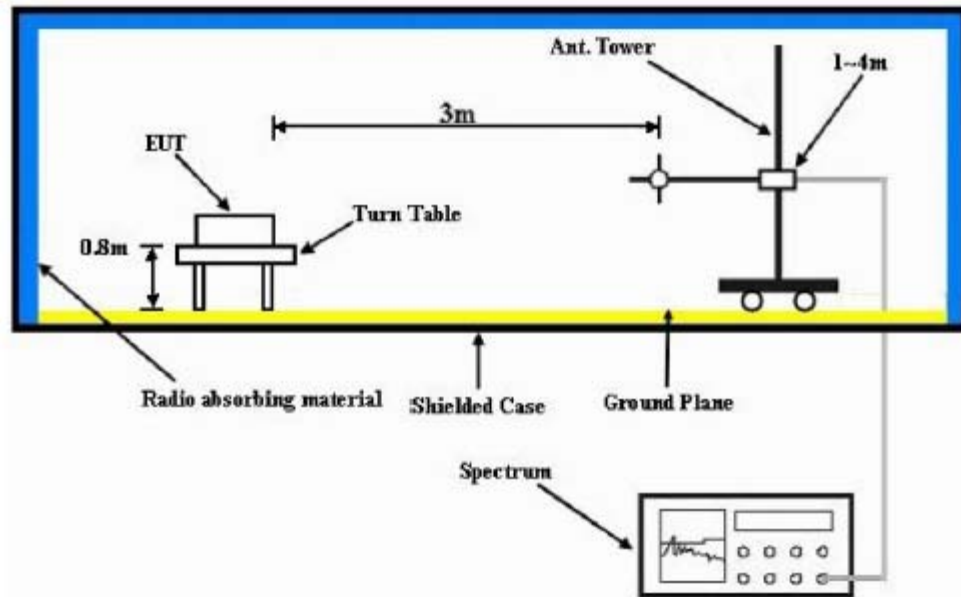 Ant. Tower
1~4m
3m
EUT
Turn Table
0.8m
Radio absorbing material
Shielded Case
Ground Plane
Spectrum